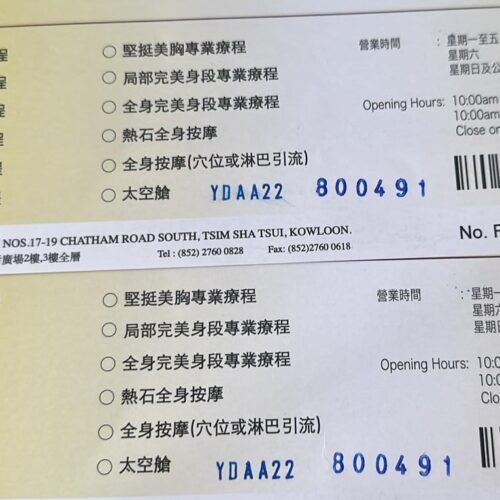 程
○ 堅挺美胸專業療程
○ 局部完美身段專業療程
○ 全身完美身段專業療程
○ 熱石全身按摩
○ 全身按摩(穴位或淋巴引流)
○ 太空艙
YDAA22 800491
營業時間 : 星期一至五
星期六
星期日及公
Opening Hours: 10:00am
10:00am
Close on
NOS.17-19 CHATHAM ROAD SOUTH, TSIM SHA TSUI, KOWLOON.
廣場2樓,3樓全層
Tel : (852) 2760 0828 Fax: (852)2760 0618
No. F
○ 堅挺美胸專業療程
○ 局部完美身段專業療程
○ 全身完美身段專業療程
○ 熱石全身按摩
○ 全身按摩(穴位或淋巴引流)
○ 太空艙
YDAA22 800491
營業時間 : 星期一
星期六
星期日
Opening Hours: 10:0
10:0
Clo